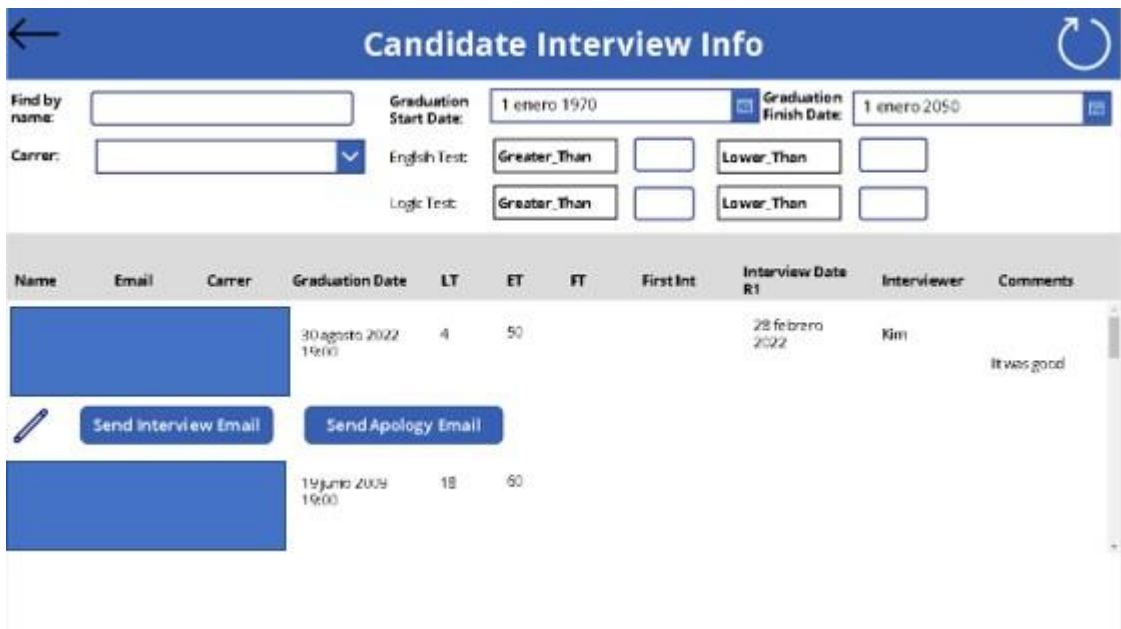 Candidate Interview Info
Find by
name:
Graduation
Start Date:
1 enero 1970
Graduation
Finish Date:
1 enero 2050
Carrer:
English Test:
Greater_Than
Lower_Than
Logic Test:
Greater_Than
Lower_Than
Name Email Carrer Graduation Date LT ET FT First Int Interview Date
R1 Interviewer Comments
30 agosto 2022
19:00
4
50
28 febrero
2022
Kim
It was good
Send Interview Email
Send Apology Email
19 junio 2009
19:00
18
60